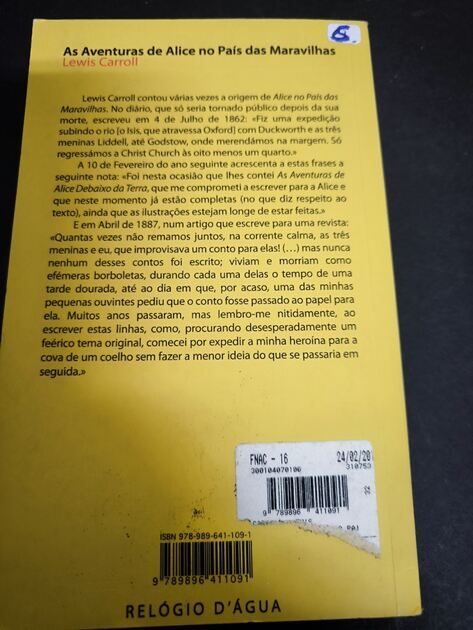 6.
As Aventuras de Alice no País das Maravilhas
Lewis Carroll
Lewis Carroll contou várias vezes a origem de Alice no País das
Maravilhas. No diário, que só seria tornado público depois da sua
morte, escreveu em 4 de Julho de 1862: «Fiz uma expedição
subindo o rio [o Isis, que atravessa Oxford] com Duckworth e as três
meninas Liddell, até Godstow, onde merendámos na margem. Só
regressámos a Christ Church às oito menos um quarto.»
A 10 de Fevereiro do ano seguinte acrescenta a estas frases a
seguinte nota: «Foi nesta ocasião que lhes contei As Aventuras de
Alice Debaixo da Terra, que me comprometi a escrever para a Alice e
que neste momento já estão completas (no que diz respeito ao
texto), ainda que as ilustrações estejam longe de estar feitas.»
E em Abril de 1887, num artigo que escreve para uma revista:
«Quantas vezes não remamos juntos, na corrente calma, as três
meninas e eu, que improvisava um conto para elas! (…) mas nunca
nenhum desses contos foi escrito; viviam e morriam como
efémeras borboletas, durando cada uma delas o tempo de uma
tarde dourada, até ao dia em que, por acaso, uma das minhas
pequenas ouvintes pediu que o conto fosse passado ao papel para
ela. Muitos anos passaram, mas lembro-me nitidamente, ao
escrever estas linhas, como, procurando desesperadamente um
feérico tema original, comecei por expedir a minha heroína para a
cova de um coelho sem fazer a menor ideia do que se passaria em
seguida.»
FNAC - 16 24/02/20
300104070106 310753
9 789896 411091
ISBN 978-989-641-109-1
9 789896 411091
RELÓGIO D'ÁGUA